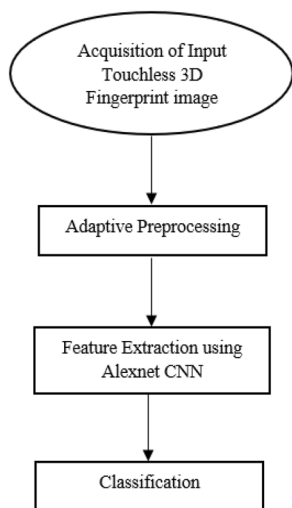 Acquisition of Input
Touchless 3D
Fingerprint image
Adaptive Preprocessing
Feature Extraction using
Alexnet CNN
Classification